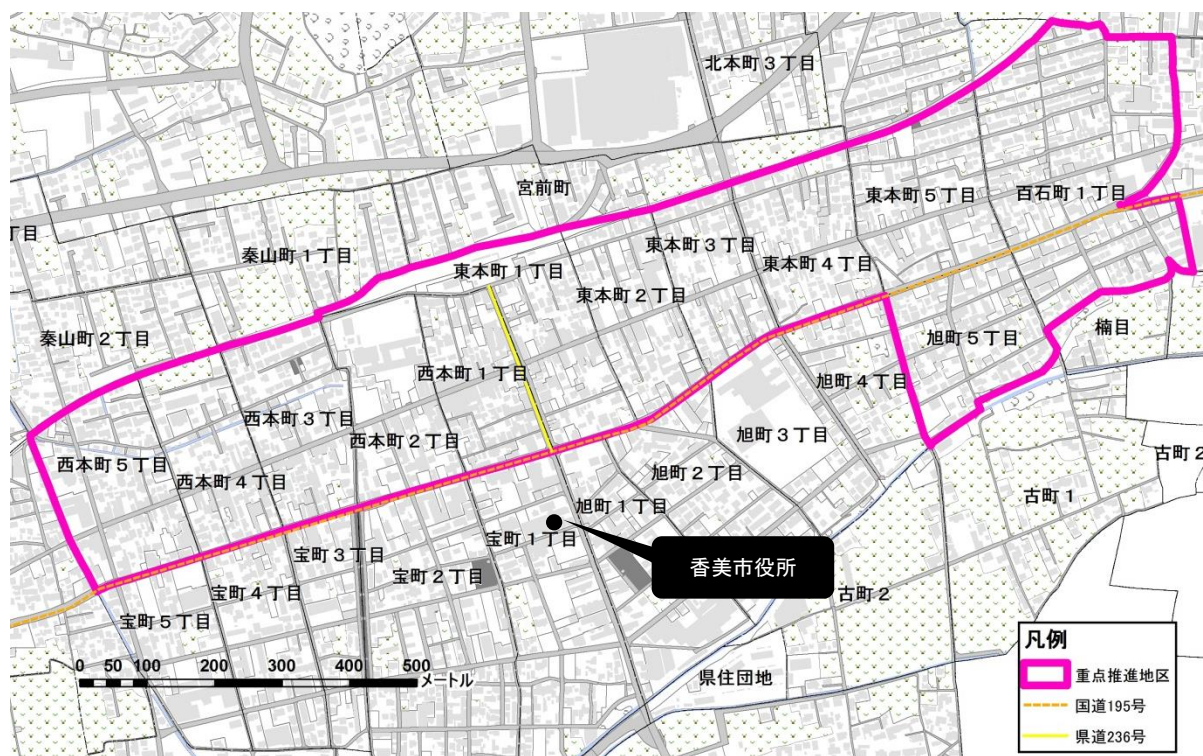 北本町３丁目
宮前町
東本町５丁目
百石町１丁目
丁目
秦山町１丁目
東本町１丁目
東本町３丁目
東本町４丁目
東本町２丁目
秦山町２丁目
旭町５丁目
楠目
西本町１丁目
旭町４丁目
西本町３丁目
西本町２丁目
旭町３丁目
西本町５丁目
西本町４丁目
旭町２丁目
古町２
古町１
旭町１丁目
宝町１丁目
宝町３丁目
宝町２丁目
香美市役所
宝町４丁目
宝町５丁目
古町２
県住団地
0 50 100 200 300 400 500
メートル
凡例
重点推進地区
国道195号
県道236号